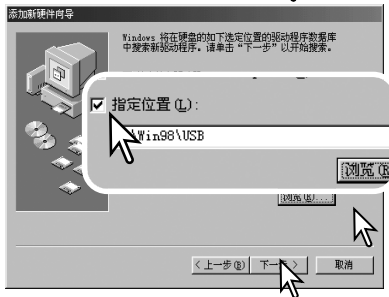 添加新硬件向导
Windows 将在硬盘的如下选定位置的驱动程序数据库
中搜索新驱动程序。请单击“下一步”以开始搜索。
指定位置(L):
\Win98\USB
浏览(R
浏览(R)...
<上一步(B)
下一 >
取消